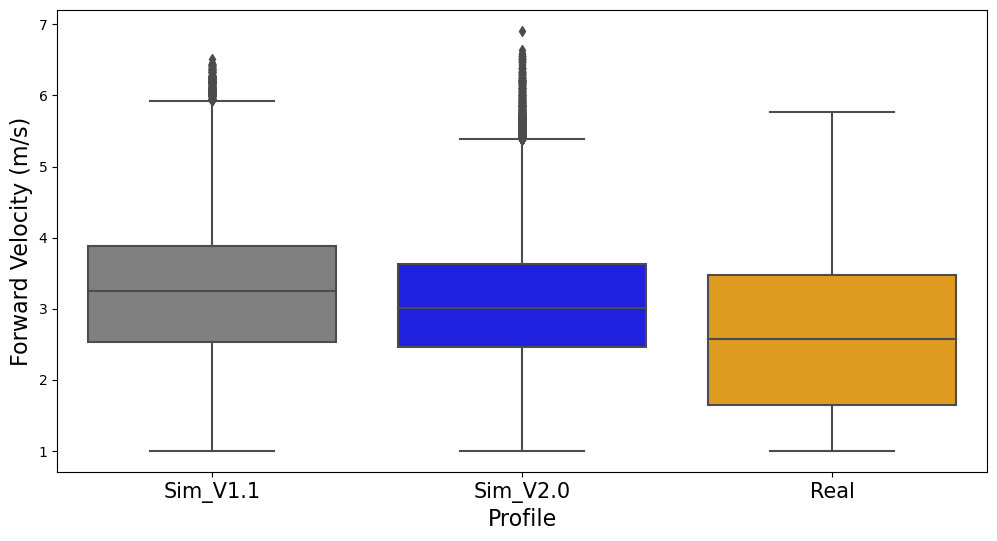 Forward Velocity (m/s)
7
6
5
4
3
2
1
Sim_V1.1
Sim_V2.0
Real
Profile